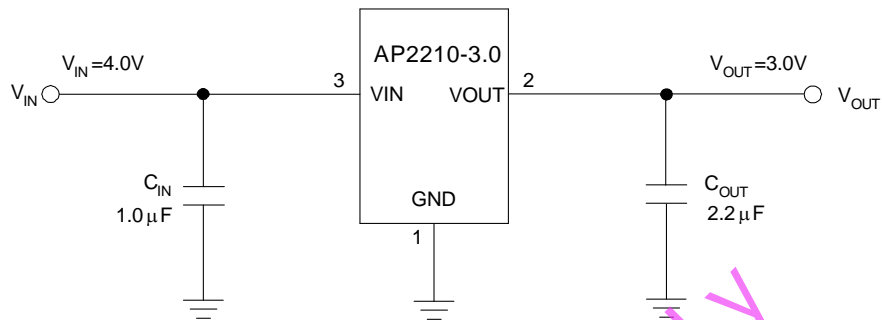 AP2210-3.0
V_IN=4.0V
V_OUT=3.0V
V_IN
3
VIN
VOUT
2
V_OUT
C_IN
1.0μF
GND
1
C_OUT
2.2μF